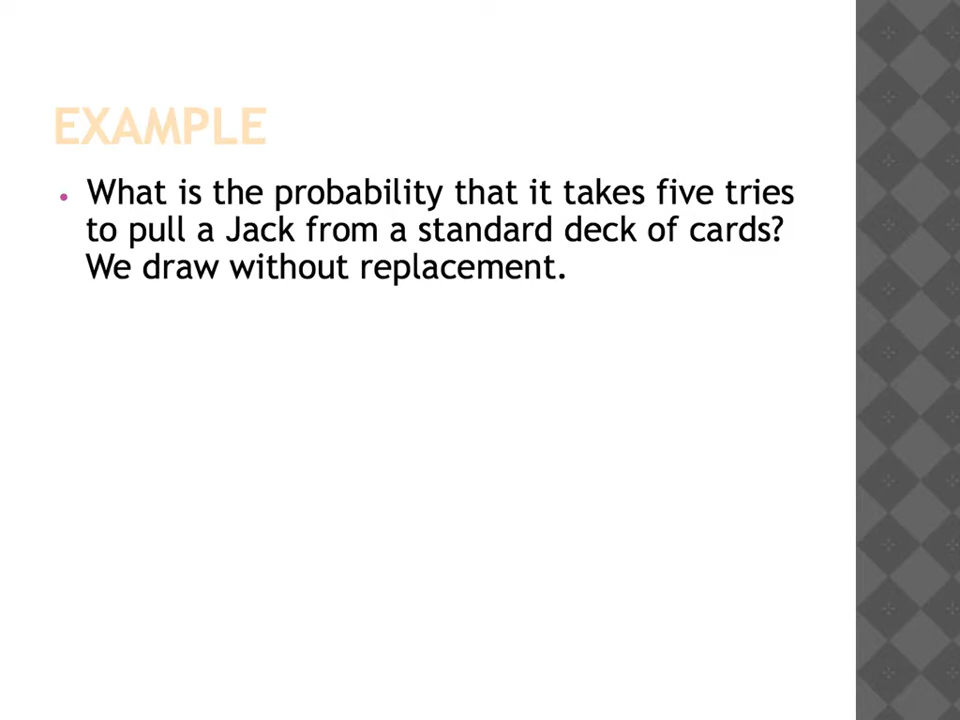 EXAMPLE
• What is the probability that it takes five tries
to pull a Jack from a standard deck of cards?
We draw without replacement.